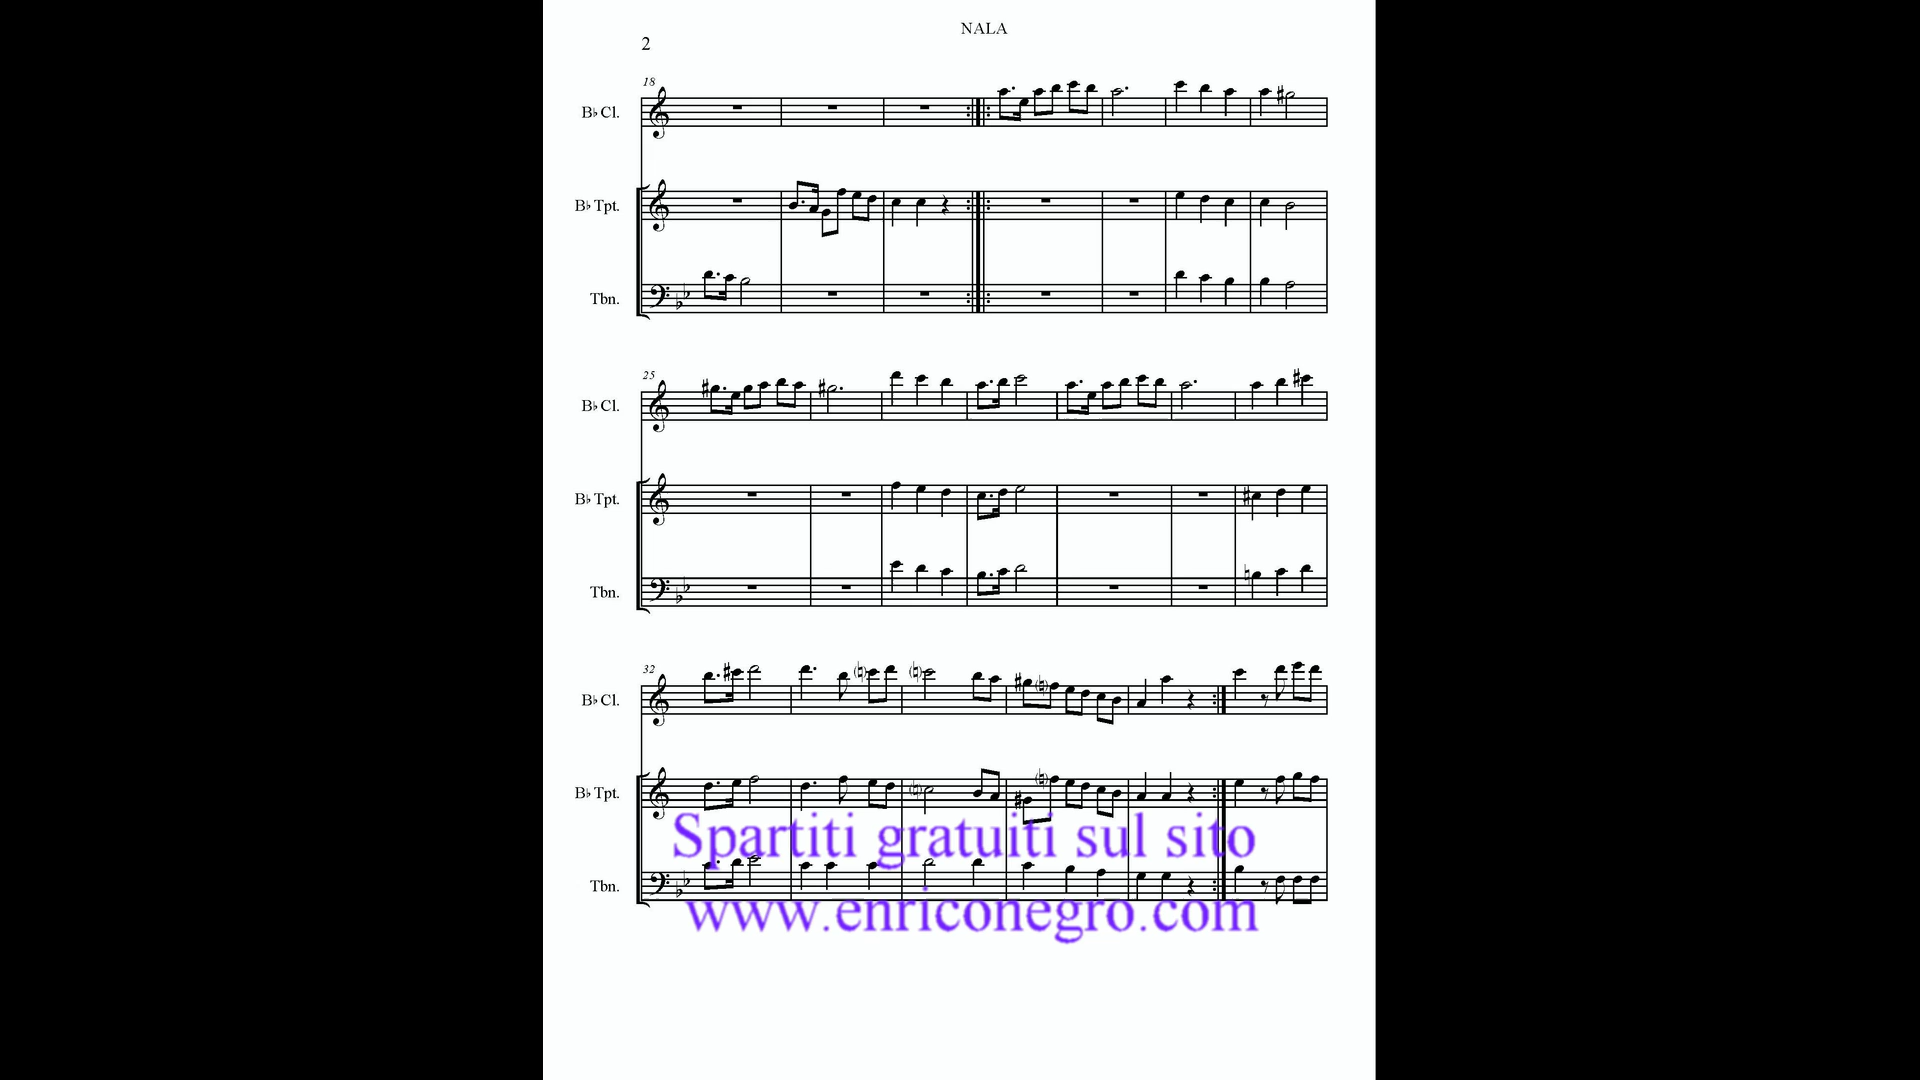 NALA
2
18
B♭ Cl.
B♭ Tpt.
Tbn.
25
B♭ Cl.
B♭ Tpt.
Tbn.
32
B♭ Cl.
B♭ Tpt.
Tbn.
Spartiti gratuiti sul sito
www.enriconegro.com